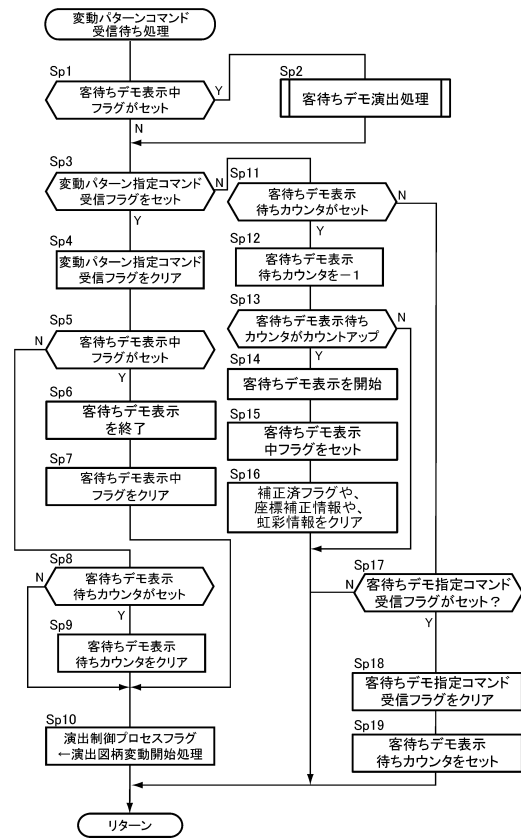 変動パターンコマンド
受信待ち処理
Sp1
客待ちデモ表示中
フラグがセット
Y
N
Sp2
客待ちデモ演出処理
Sp3
変動パターン指定コマンド
受信フラグをセット
N
Y
Sp4
変動パターン指定コマンド
受信フラグをクリア
Sp5
客待ちデモ表示中
フラグがセット
N
Y
Sp6
客待ちデモ表示
を終了
Sp7
客待ちデモ表示中
フラグをクリア
Sp8
客待ちデモ表示
待ちカウンタがセット
N
Y
Sp9
客待ちデモ表示
待ちカウンタをクリア
Sp10
演出制御プロセスフラグ
←演出図柄変動開始処理
リターン
Sp11
客待ちデモ表示
待ちカウンタがセット
N
Y
Sp12
客待ちデモ表示
待ちカウンタを−1
Sp13
客待ちデモ表示待ち
カウンタがカウントアップ
N
Y
Sp14
客待ちデモ表示を開始
Sp15
客待ちデモ表示
中フラグをセット
Sp16
補正済フラグや、
座標補正情報や、
虹彩情報をクリア
Sp17
客待ちデモ指定コマンド
受信フラグがセット?
N
Y
Sp18
客待ちデモ指定コマンド
受信フラグをクリア
Sp19
客待ちデモ表示
待ちカウンタをセット